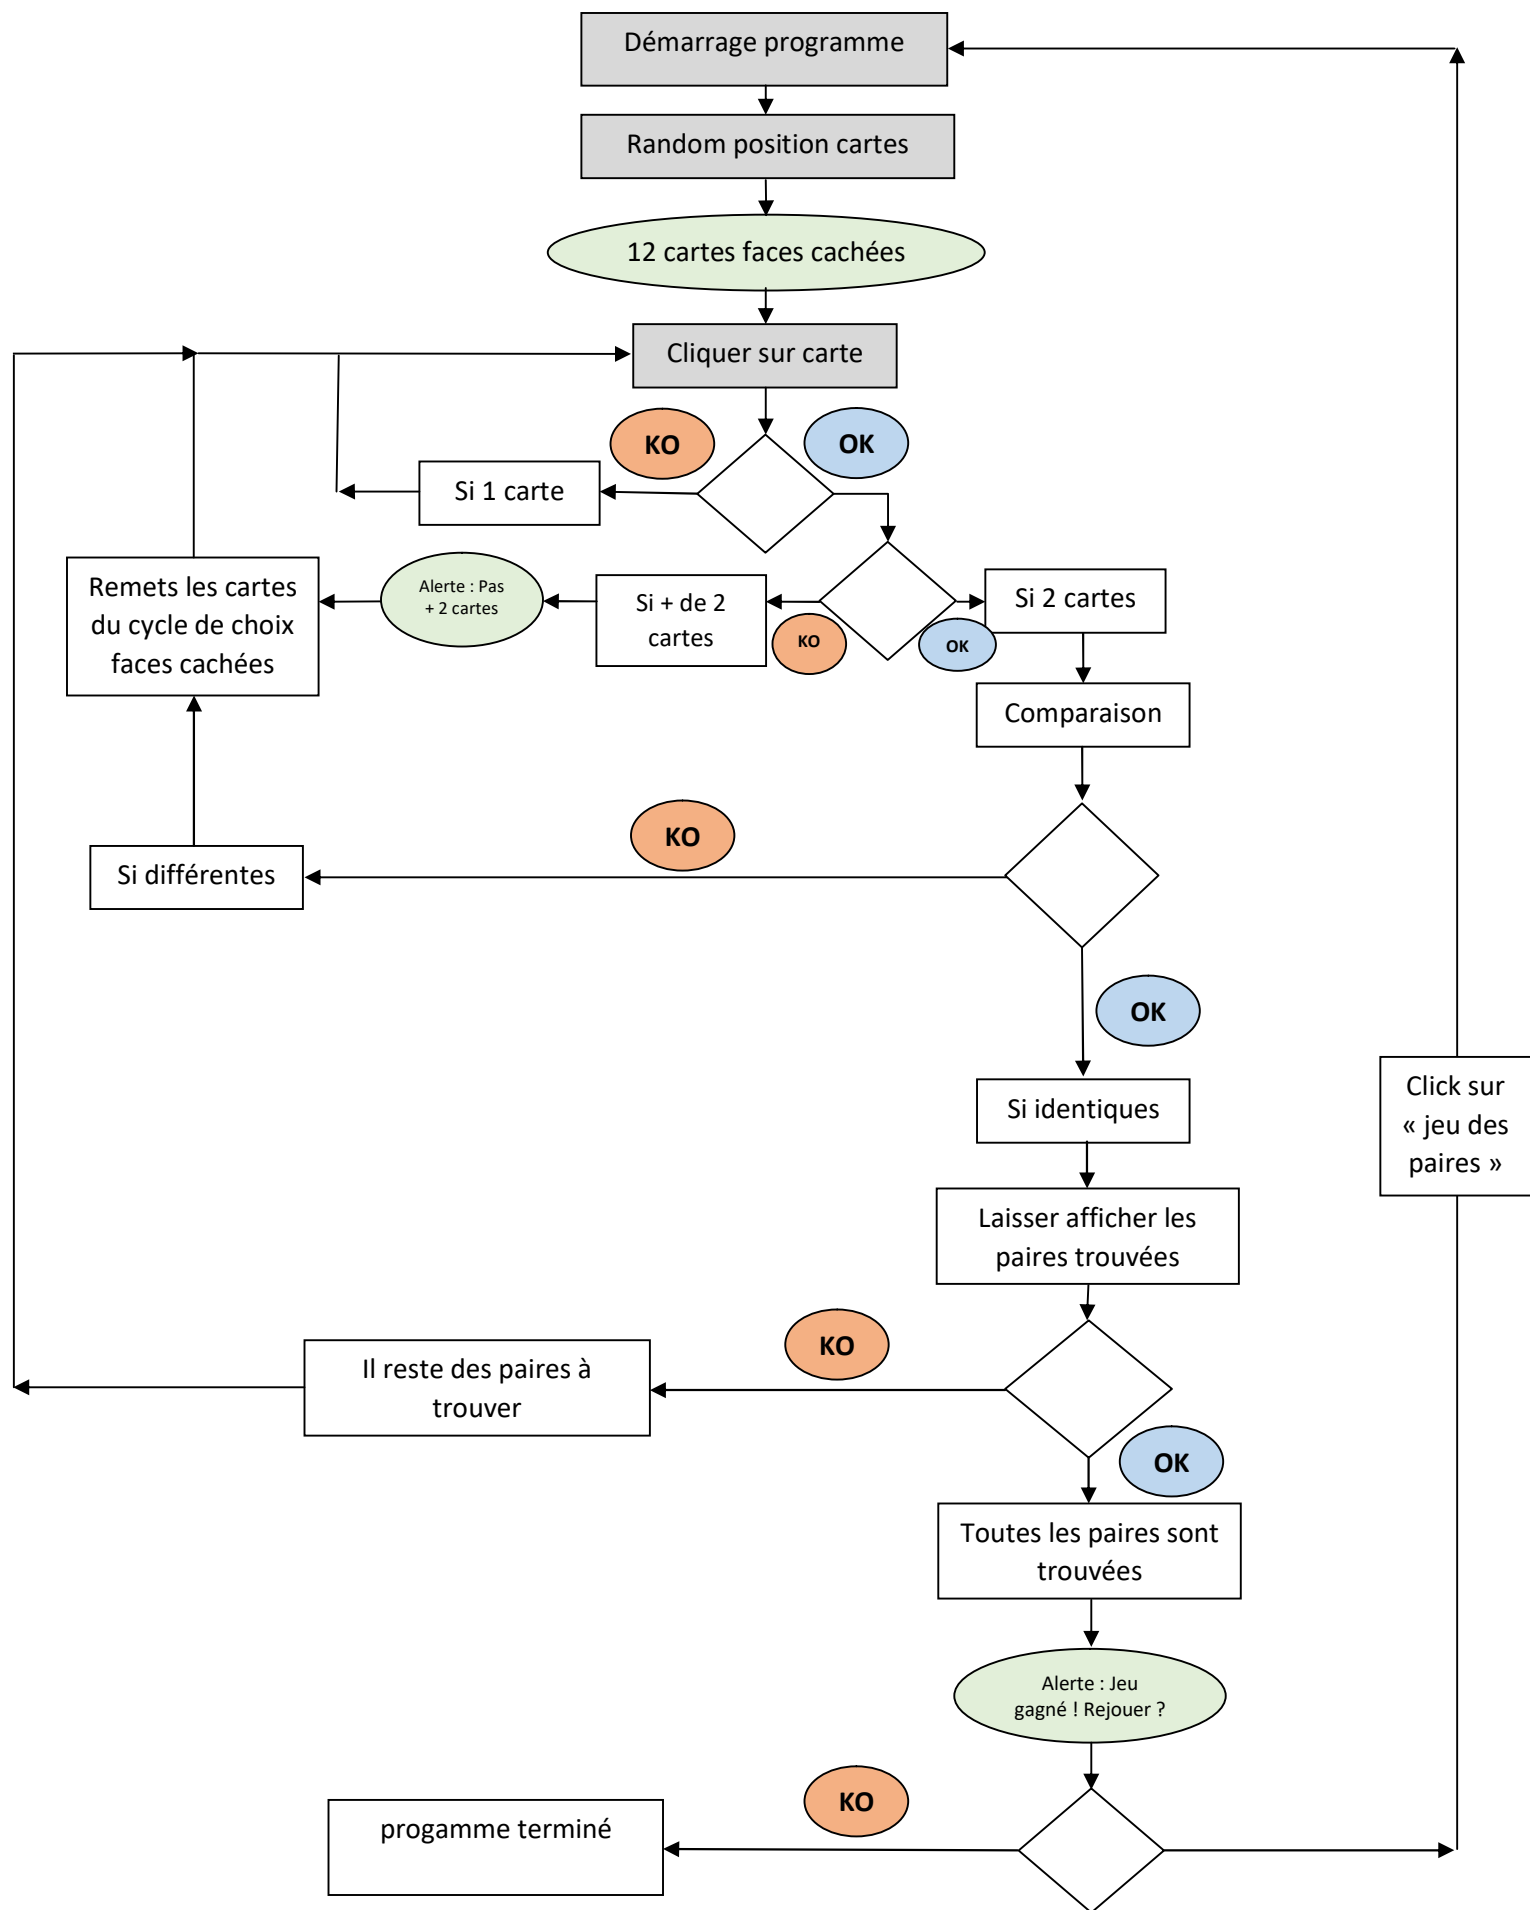 Démarrage programme
Random position cartes
12 cartes faces cachées
Cliquer sur carte
KO
OK
Si 1 carte
Remets les cartes
du cycle de choix
faces cachées
Alerte : Pas
+ 2 cartes
Si + de 2
cartes
KO
OK
Si 2 cartes
Comparaison
KO
Si différentes
OK
Si identiques
Click sur
« jeu des
paires »
Laisser afficher les
paires trouvées
KO
Il reste des paires à
trouver
OK
Toutes les paires sont
trouvées
Alerte : Jeu
gagné ! Rejouer ?
KO
progamme terminé